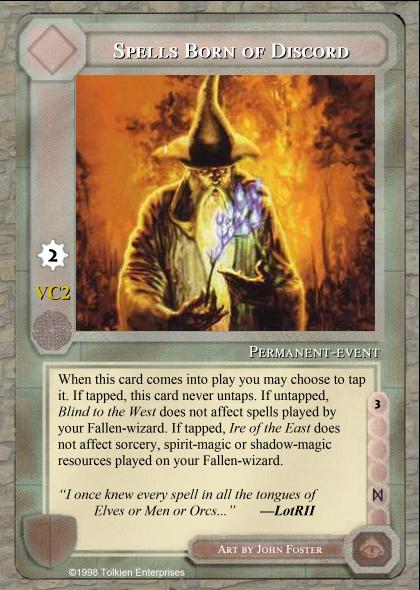 SPELLS BORN OF DISCORD
2
VC2
PERMANENT-EVENT
When this card comes into play you may choose to tap
it. If tapped, this card never untaps. If untapped,
Blind to the West does not affect spells played by
your Fallen-wizard. If tapped, Ire of the East does
not affect sorcery, spirit-magic or shadow-magic
resources played on your Fallen-wizard.
3
“I once knew every spell in all the tongues of
Elves or Men or Orcs...” —LotRII
ART BY JOHN FOSTER
©1998 Tolkien Enterprises